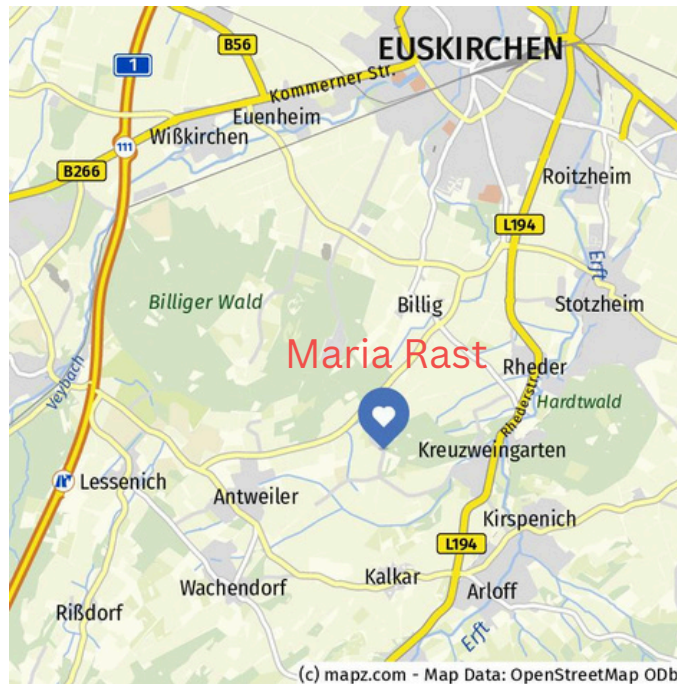 B56
EUSKIRCHEN
1
Kommerner Str.
Euenheim
111
Wißkirchen
B266
Roitzheim
L194
Erft
Billiger Wald
Billig
Stotzheim
Maria Rast
Rheder
Veybach
Rhederstr.
Hardtwald
Kreuzweingarten
Lessenich
Antweiler
Kirspenich
L194
Kalkar
Wachendorf
Arloff
Rißdorf
Erft
(c) mapz.com - Map Data: OpenStreetMap ODb